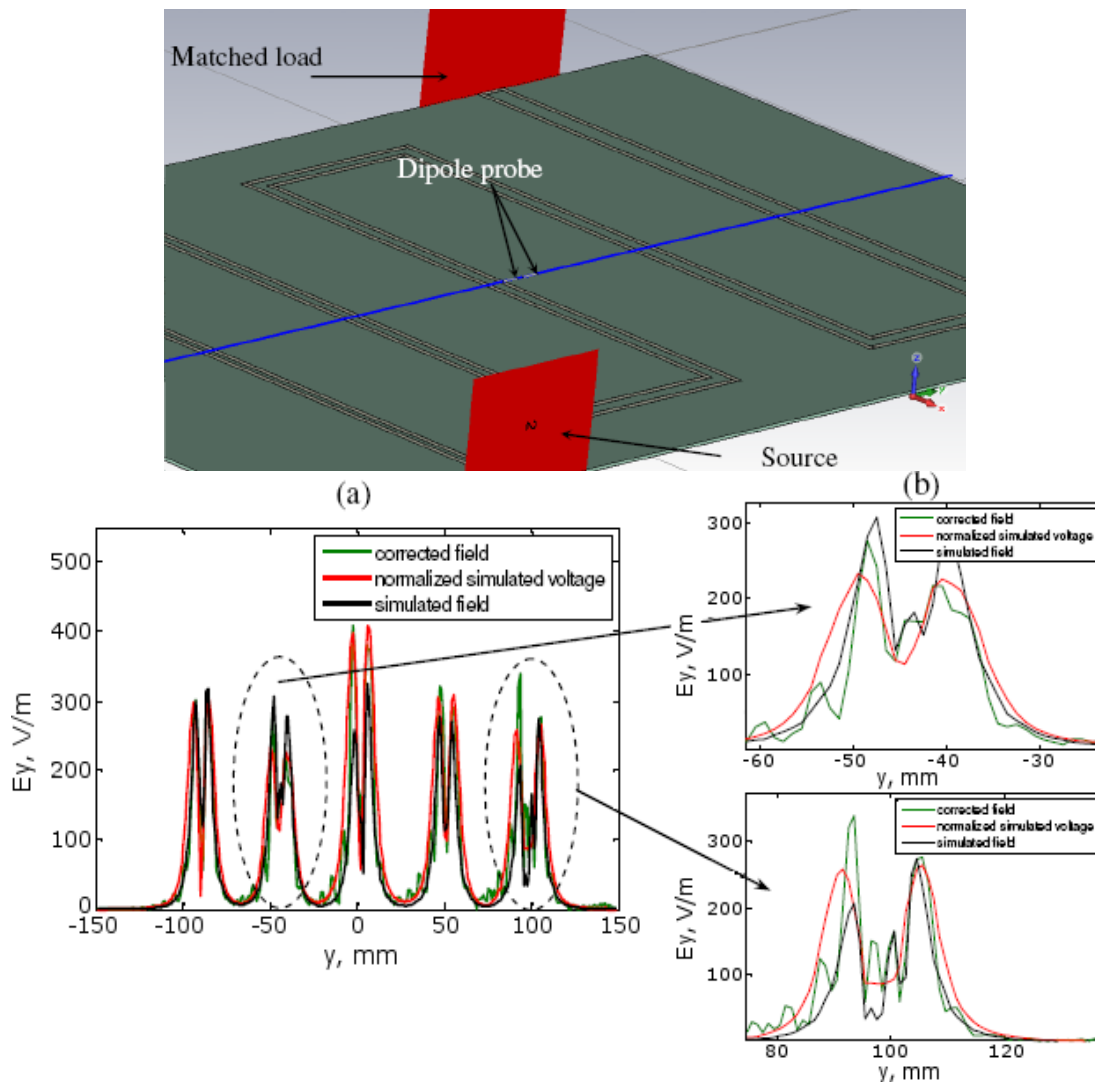 Matched load
Dipole probe
z
y
x
2
Source
(a)
(b)
corrected field
normalized simulated voltage
simulated field
Ey, V/m
500
400
300
200
100
0
-150
-100
-50
0
50
100
150
y, mm
corrected field
normalized simulated voltage
simulated field
Ey, V/m
300
200
100
-60
-50
-40
-30
y, mm
corrected field
normalized simulated voltage
simulated field
Ey, V/m
300
200
100
80
100
120
y, mm